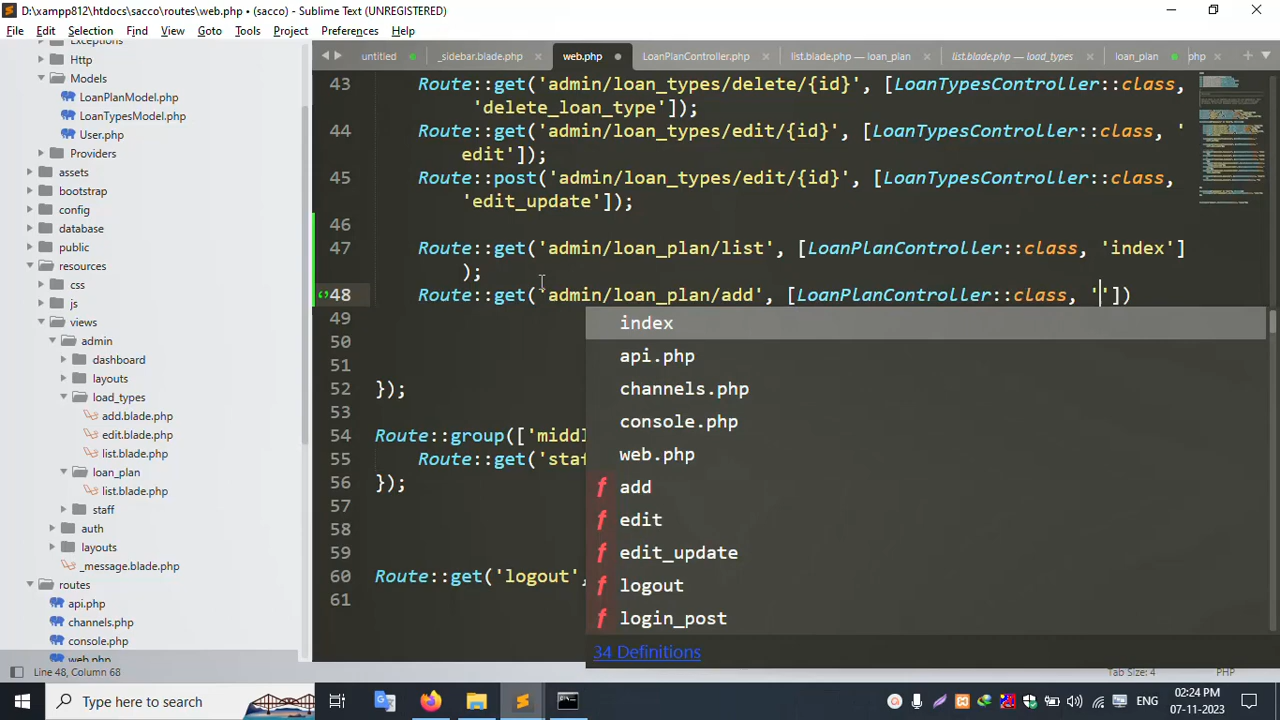 D:\xampp812\htdocs\sacco\routes\web.php • (sacco) - Sublime Text (UNREGISTERED)
File Edit Selection Find View Goto Tools Project Preferences Help
untitled _sidebar.blade.php web.php LoanPlanController.php list.blade.php — loan_plan list.blade.php — load_types loan_plan php
Exceptions
Http
Models
LoanPlanModel.php
LoanTypesModel.php
User.php
Providers
assets
bootstrap
config
database
public
resources
css
js
views
admin
dashboard
layouts
load_types
add.blade.php
edit.blade.php
list.blade.php
loan_plan
list.blade.php
staff
auth
layouts
_message.blade.php
routes
api.php
channels.php
console.php
web.php
43 Route::get('admin/loan_types/delete/{id}', [LoanTypesController::class,
'delete_loan_type']);
44 Route::get('admin/loan_types/edit/{id}', [LoanTypesController::class, '
edit']);
45 Route::post('admin/loan_types/edit/{id}', [LoanTypesController::class,
'edit_update']);
46
47 Route::get('admin/loan_plan/list', [LoanPlanController::class, 'index']
);
48 Route::get('admin/loan_plan/add', [LoanPlanController::class, ''])
49
50
51
52 });
53
54 Route::group(['middl
55 Route::get('staf
56 });
57
58
59
60 Route::get('logout',
61
index
api.php
channels.php
console.php
web.php
f add
f edit
f edit_update
f logout
f login_post
34 Definitions
Line 48, Column 68 Tab Size: 4 PHP
Type here to search
ENG
02:24 PM
07-11-2023